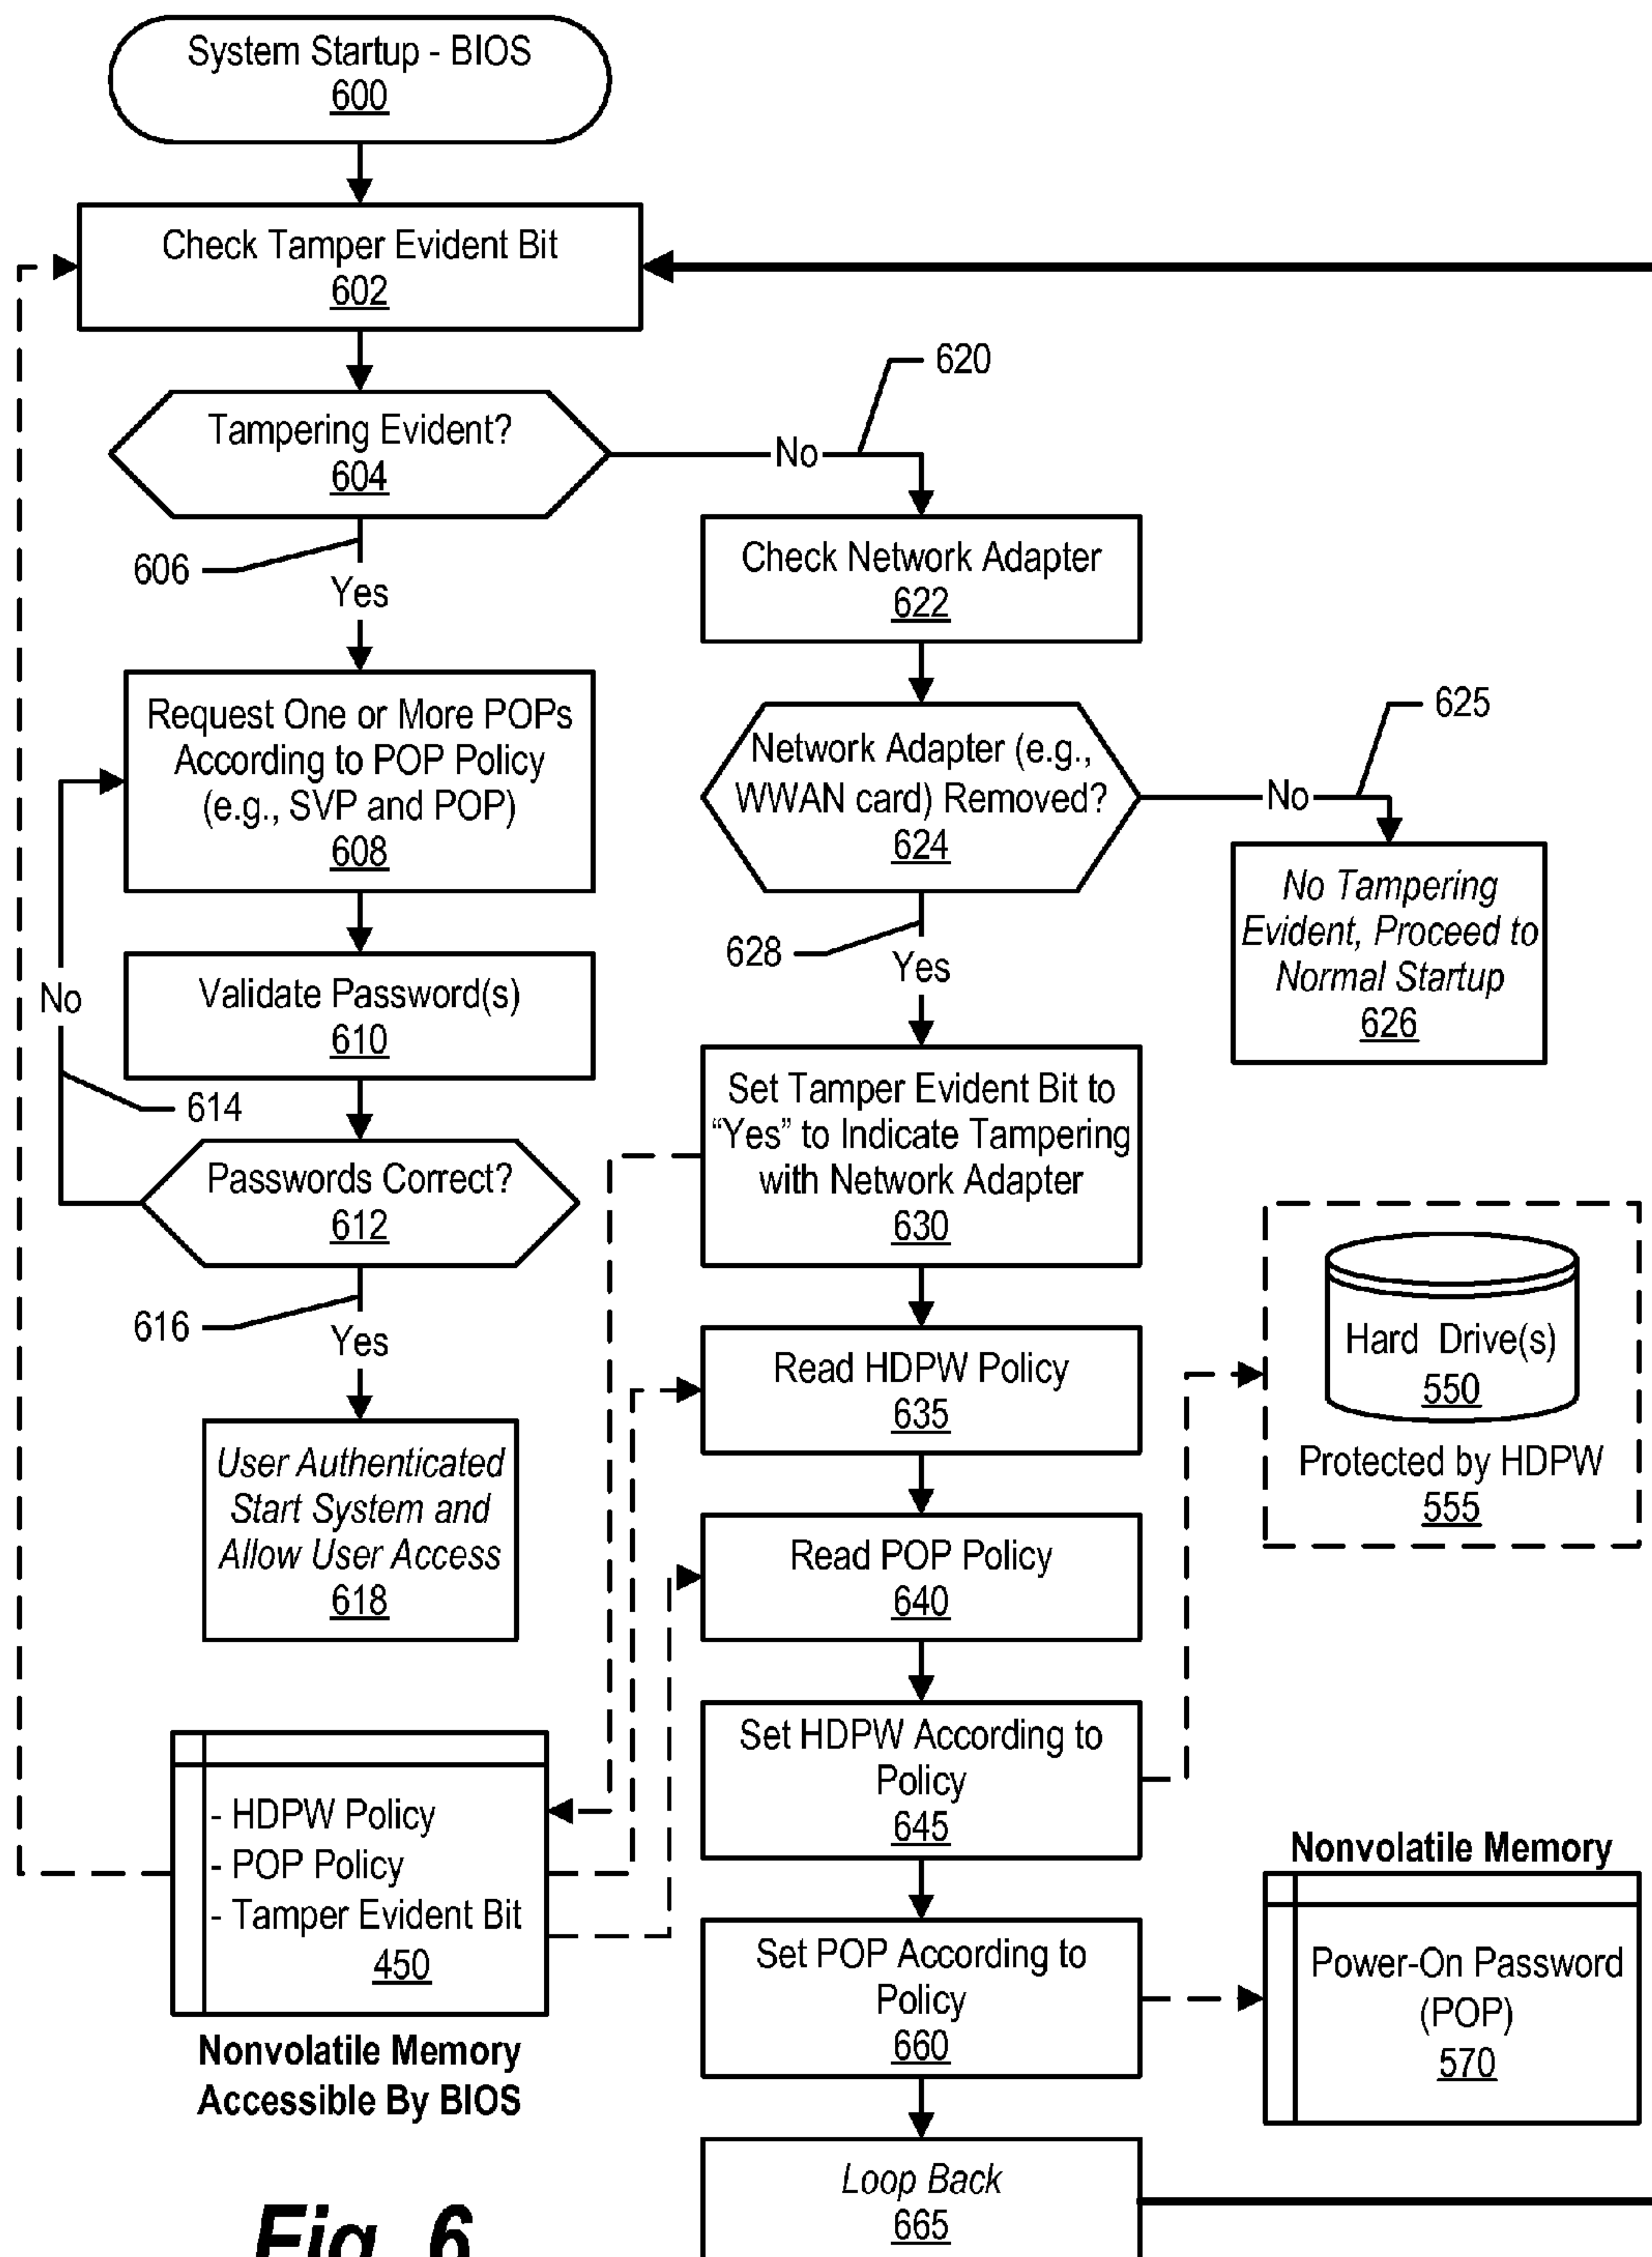 System Startup - BIOS
600
Check Tamper Evident Bit
602
Tampering Evident?
604
No
620
606
Yes
Request One or More POPs
According to POP Policy
(e.g., SVP and POP)
608
Validate Password(s)
610
No
614
Passwords Correct?
612
616
Yes
User Authenticated
Start System and
Allow User Access
618
Check Network Adapter
622
Network Adapter (e.g.,
WWAN card) Removed?
624
No
625
No Tampering
Evident, Proceed to
Normal Startup
626
628
Yes
Set Tamper Evident Bit to
“Yes” to Indicate Tampering
with Network Adapter
630
Read HDPW Policy
635
Read POP Policy
640
Set HDPW According to
Policy
645
Set POP According to
Policy
660
Loop Back
665
Hard Drive(s)
550
Protected by HDPW
555
Nonvolatile Memory
Power-On Password
(POP)
570
- HDPW Policy
- POP Policy
- Tamper Evident Bit
450
Nonvolatile Memory
Accessible By BIOS
Fig. 6